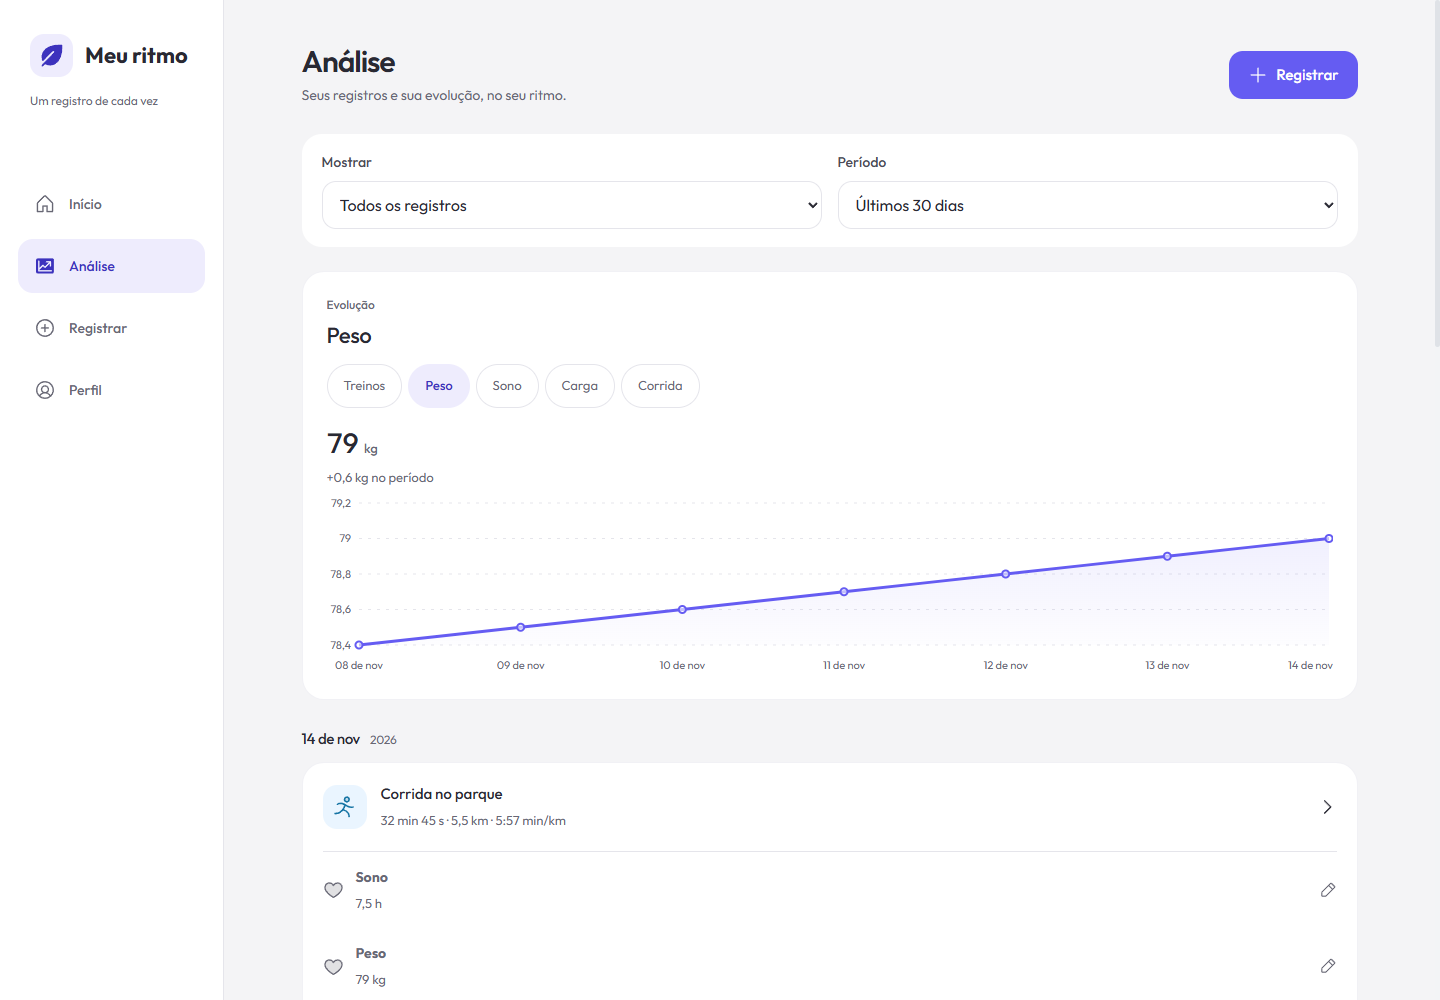 Meu ritmo
Um registro de cada vez
Início
Análise
Registrar
Perfil
Análise
Seus registros e sua evolução, no seu ritmo.
Registrar
Mostrar
Todos os registros
Período
Últimos 30 dias
Evolução
Peso
Treinos
Peso
Sono
Carga
Corrida
79 kg
+0,6 kg no período
79,2
79
78,8
78,6
78,4
08 de nov
09 de nov
10 de nov
11 de nov
12 de nov
13 de nov
14 de nov
14 de nov 2026
Corrida no parque
32 min 45 s · 5,5 km · 5:57 min/km
Sono
7,5 h
Peso
79 kg